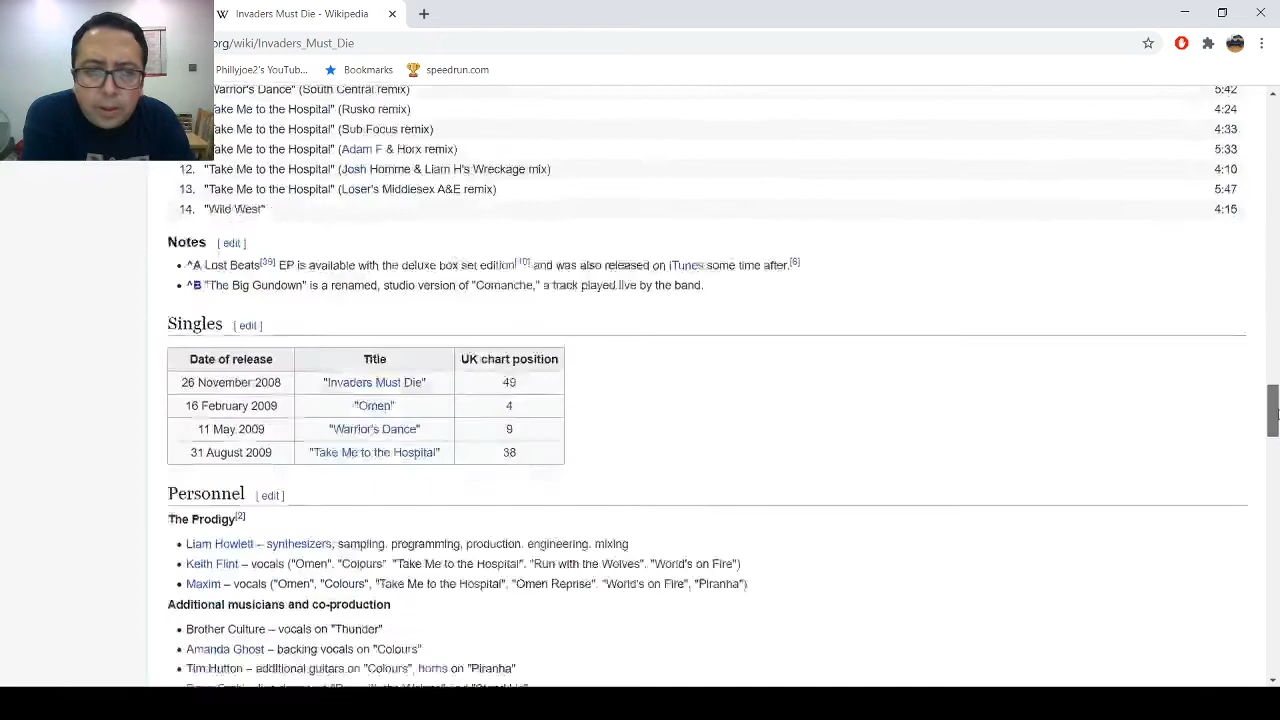 Invaders Must Die - Wikipedia
org/wiki/Invaders_Must_Die
Phillyjoe2's YouTub... Bookmarks speedrun.com
Warrior's Dance" (South Central remix) 5:42
Take Me to the Hospital" (Rusko remix) 4:24
Take Me to the Hospital" (Sub Focus remix) 4:33
Take Me to the Hospital" (Adam F & Horx remix) 5:33
12. "Take Me to the Hospital" (Josh Homme & Liam H's Wreckage mix) 4:10
13. "Take Me to the Hospital" (Loser's Middlesex A&E remix) 5:47
14. "Wild West" 4:15
Notes [ edit ]
• ^A Lost Beats[39] EP is available with the deluxe box set edition[10] and was also released on iTunes some time after.[6]
• ^B "The Big Gundown" is a renamed, studio version of "Comanche," a track played live by the band.
Singles [ edit ]
Date of release Title UK chart position
26 November 2008 "Invaders Must Die" 49
16 February 2009 "Omen" 4
11 May 2009 "Warrior's Dance" 9
31 August 2009 "Take Me to the Hospital" 38
Personnel [ edit ]
The Prodigy[2]
• Liam Howlett – synthesizers, sampling, programming, production, engineering, mixing
• Keith Flint – vocals ("Omen", "Colours" "Take Me to the Hospital", "Run with the Wolves", "World's on Fire")
• Maxim – vocals ("Omen", "Colours", "Take Me to the Hospital", "Omen Reprise", "World's on Fire", "Piranha")
Additional musicians and co-production
• Brother Culture – vocals on "Thunder"
• Amanda Ghost – backing vocals on "Colours"
• Tim Hutton – additional guitars on "Colours", horns on "Piranha"